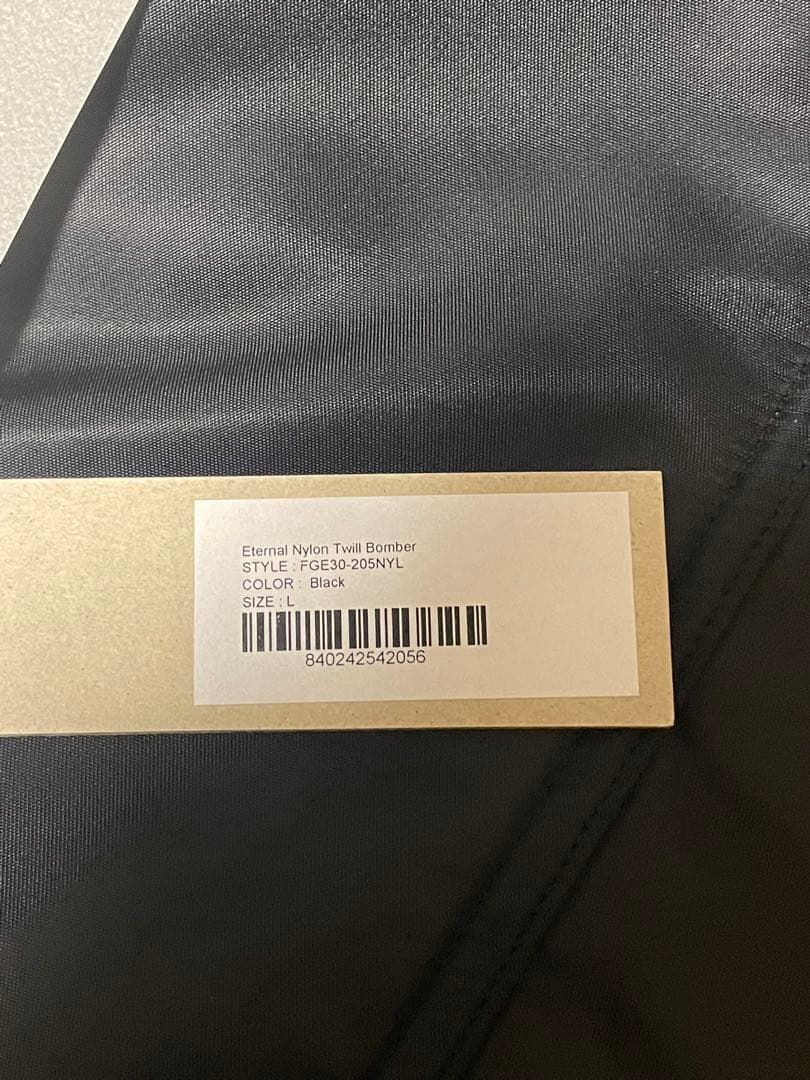 Eternal Nylon Twill Bomber
STYLE : FGE30-205NYL
COLOR : Black
SIZE : L
840242542056